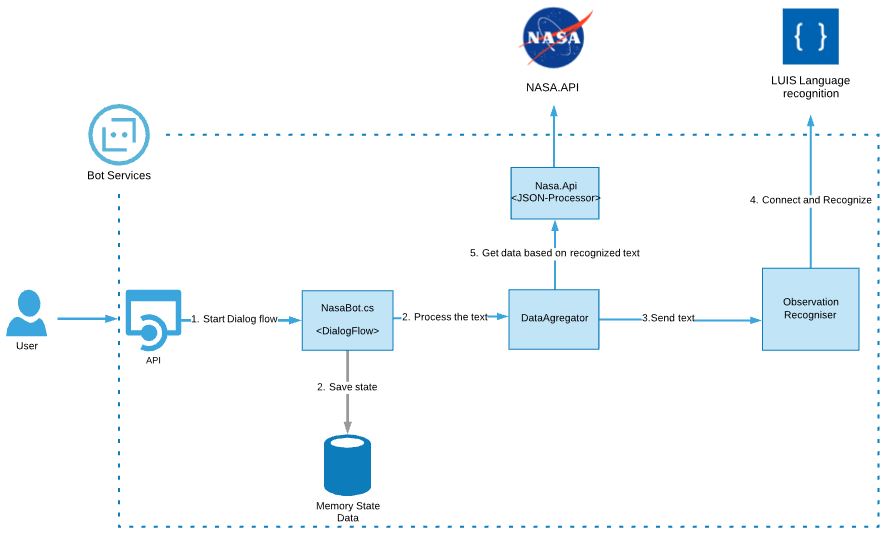 NASA
NASA.API
{ }
LUIS Language
recognition
Bot Services
Nasa.Api
<JSON-Processor>
4. Connect and Recognize
5. Get data based on recognized text
User
API
1. Start Dialog flow
NasaBot.cs
<DialogFlow>
2. Process the text
DataAgregator
3.Send text
Observation
Recogniser
2. Save state
Memory State
Data